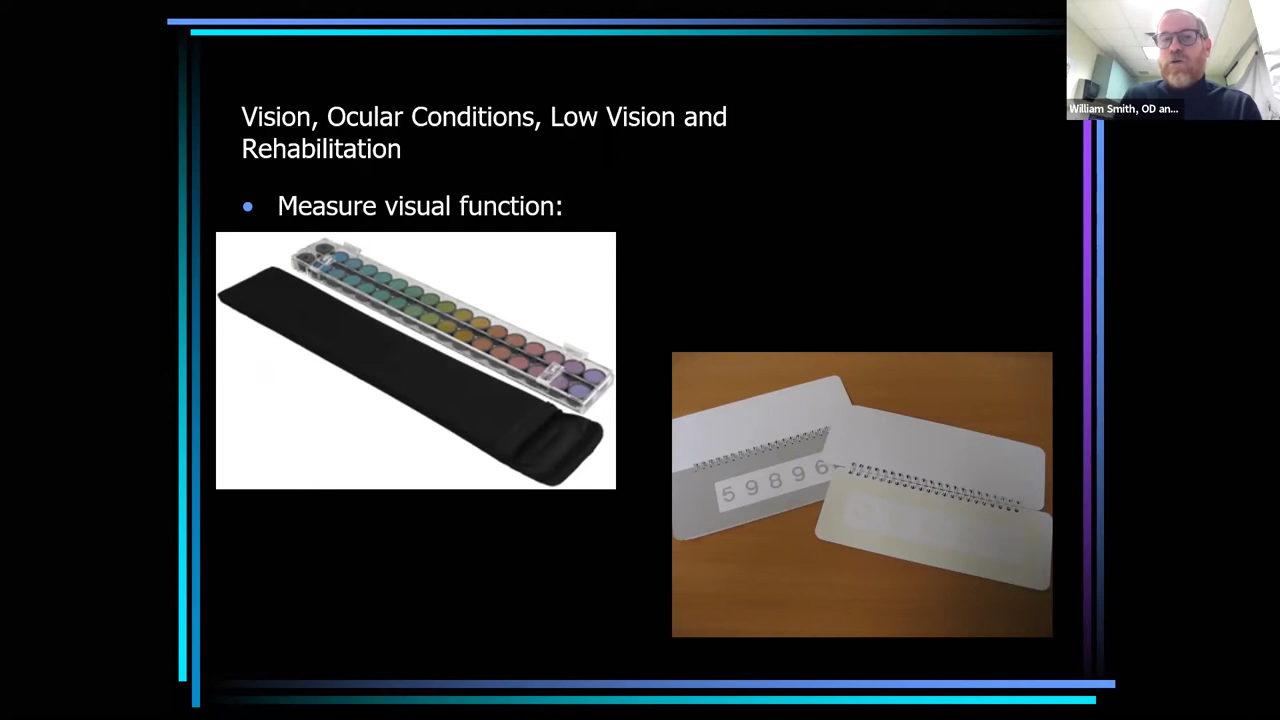 William Smith, OD an...
Vision, Ocular Conditions, Low Vision and
Rehabilitation
• Measure visual function:
59896